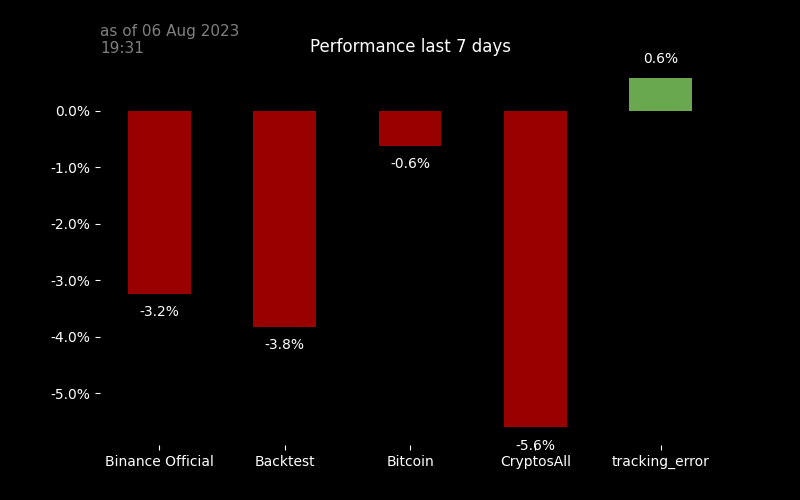 as of 06 Aug 2023
19:31
Performance last 7 days
0.6%
0.0%
-1.0%
-2.0%
-3.0%
-4.0%
-5.0%
-3.2%
-3.8%
-0.6%
-5.6%
Binance Official
Backtest
Bitcoin
CryptosAll
tracking_error